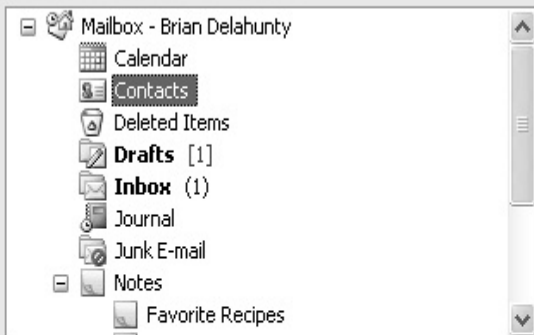 Mailbox - Brian Delahunty
Calendar
Contacts
Deleted Items
Drafts [1]
Inbox (1)
Journal
Junk E-mail
Notes
Favorite Recipes